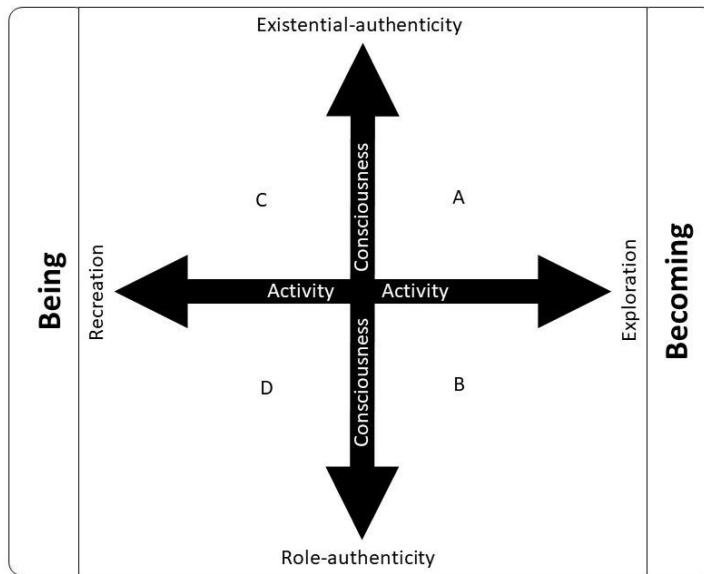 Existential-authenticity
Consciousness
C
A
Being
Recreation
Activity
Activity
Exploration
Becoming
Consciousness
D
B
Role-authenticity